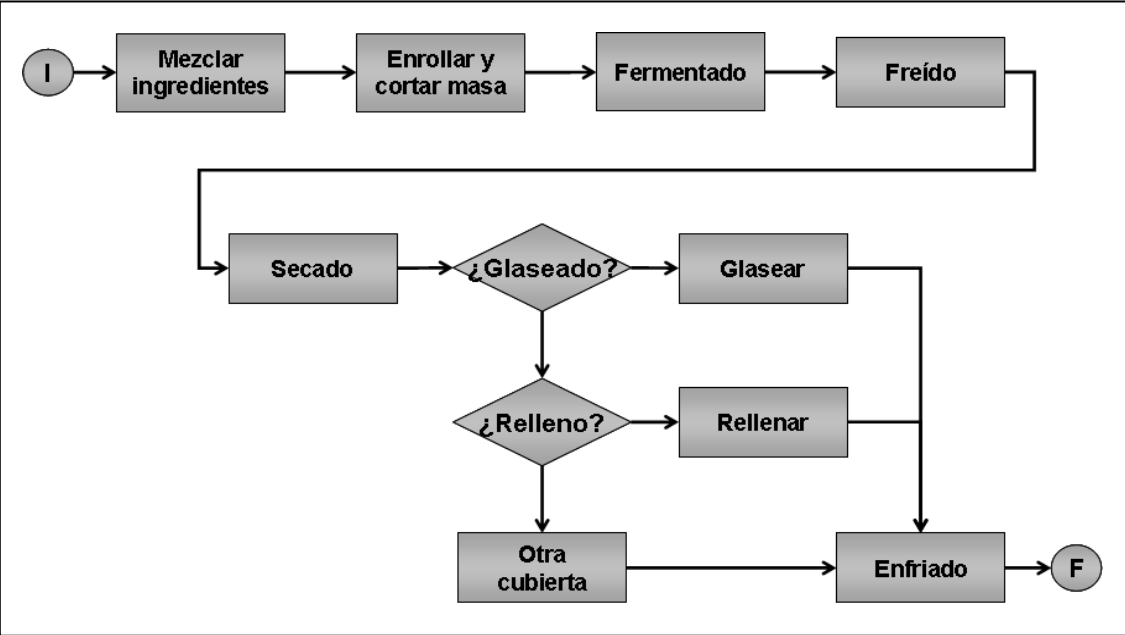 I
Mezclar
ingredientes
Enrollar y
cortar masa
Fermentado
Freído
Secado
¿Glaseado?
Glasear
¿Relleno?
Rellenar
Otra
cubierta
Enfriado
F